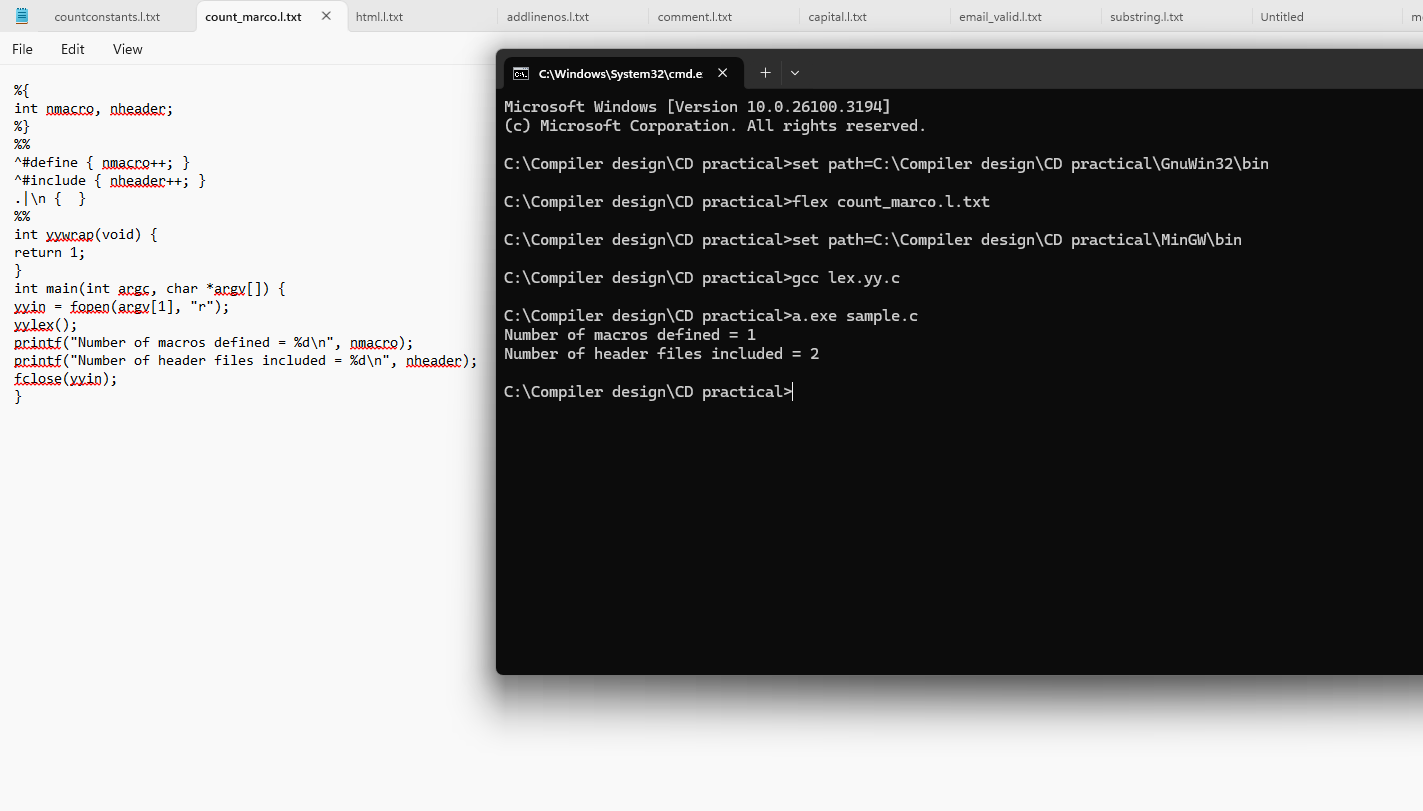 countconstants.l.txt
count_marco.l.txt
html.l.txt
addlinenos.l.txt
comment.l.txt
capital.l.txt
email_valid.l.txt
substring.l.txt
Untitled
File Edit View
%{
int nmacro, nheader;
%}
%%
^#define { nmacro++; }
^#include { nheader++; }
.|\n {  }
%%
int yywrap(void) {
return 1;
}
int main(int argc, char *argv[]) {
yyin = fopen(argv[1], "r");
yylex();
printf("Number of macros defined = %d\n", nmacro);
printf("Number of header files included = %d\n", nheader);
fclose(yyin);
}
C:\Windows\System32\cmd.e
Microsoft Windows [Version 10.0.26100.3194]
(c) Microsoft Corporation. All rights reserved.
C:\Compiler design\CD practical>set path=C:\Compiler design\CD practical\GnuWin32\bin
C:\Compiler design\CD practical>flex count_marco.l.txt
C:\Compiler design\CD practical>set path=C:\Compiler design\CD practical\MinGW\bin
C:\Compiler design\CD practical>gcc lex.yy.c
C:\Compiler design\CD practical>a.exe sample.c
Number of macros defined = 1
Number of header files included = 2
C:\Compiler design\CD practical>